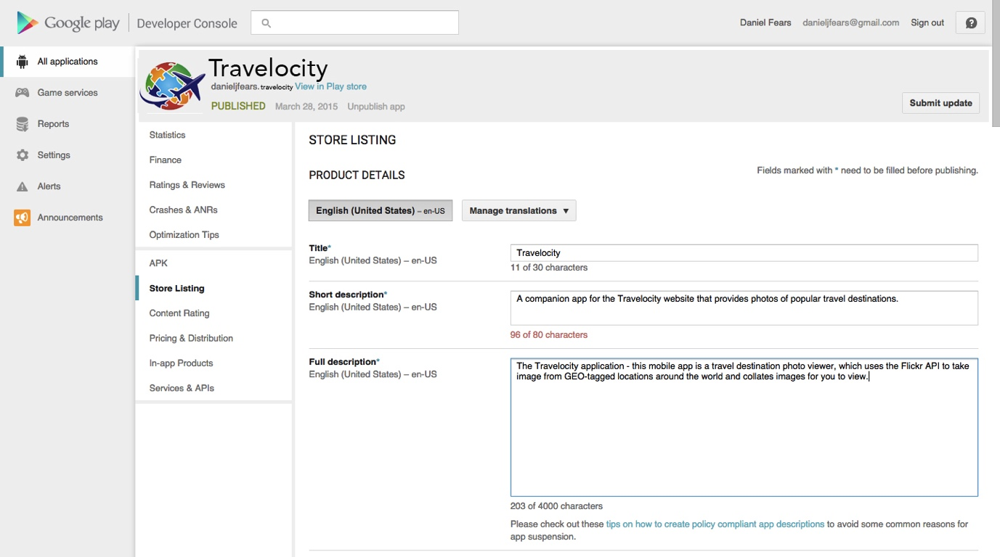 Google play Developer Console
Daniel Fears danieljfears@gmail.com Sign out
All applications
Game services
Reports
Settings
Alerts
Announcements
Travelocity
danieljfears.travelocity View in Play store
PUBLISHED March 28, 2015 Unpublish app
Submit update
Statistics
Finance
Ratings & Reviews
Crashes & ANRs
Optimization Tips
APK
Store Listing
Content Rating
Pricing & Distribution
In-app Products
Services & APIs
STORE LISTING
PRODUCT DETAILS
Fields marked with * need to be filled before publishing.
English (United States) – en-US
Manage translations
Title*
English (United States) – en-US
Travelocity
11 of 30 characters
Short description*
English (United States) – en-US
A companion app for the Travelocity website that provides photos of popular travel destinations.
96 of 80 characters
Full description*
English (United States) – en-US
The Travelocity application - this mobile app is a travel destination photo viewer, which uses the Flickr API to take
image from GEO-tagged locations around the world and collates images for you to view.
203 of 4000 characters
Please check out these tips on how to create policy compliant app descriptions to avoid some common reasons for
app suspension.